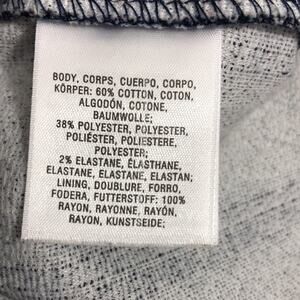 BODY, CORPS, CUERPO, CORPO,
KÖRPER: 60% COTTON, COTON,
ALGODÓN, COTONE,
BAUMWOLLE;
38% POLYESTER, POLYESTER,
POLIÉSTER, POLIESTERE,
POLYESTER;
2% ELASTANE, ÉLASTHANE,
ELASTANE, ELASTANE, ELASTAN;
LINING, DOUBLURE, FORRO,
FODERA, FUTTERSTOFF: 100%
RAYON, RAYONNE, RAYÓN,
RAYON, KUNSTSEIDE;